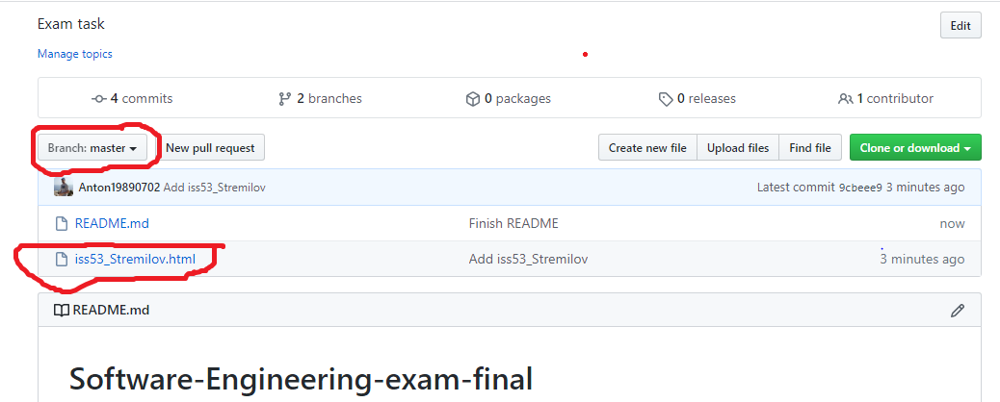 Exam task
Edit
Manage topics
4 commits
2 branches
0 packages
0 releases
1 contributor
Branch: master
New pull request
Create new file
Upload files
Find file
Clone or download
Anton19890702 Add iss53_Stremilov
Latest commit 9cbeee9 3 minutes ago
README.md
Finish README
now
iss53_Stremilov.html
Add iss53_Stremilov
3 minutes ago
README.md
Software-Engineering-exam-final